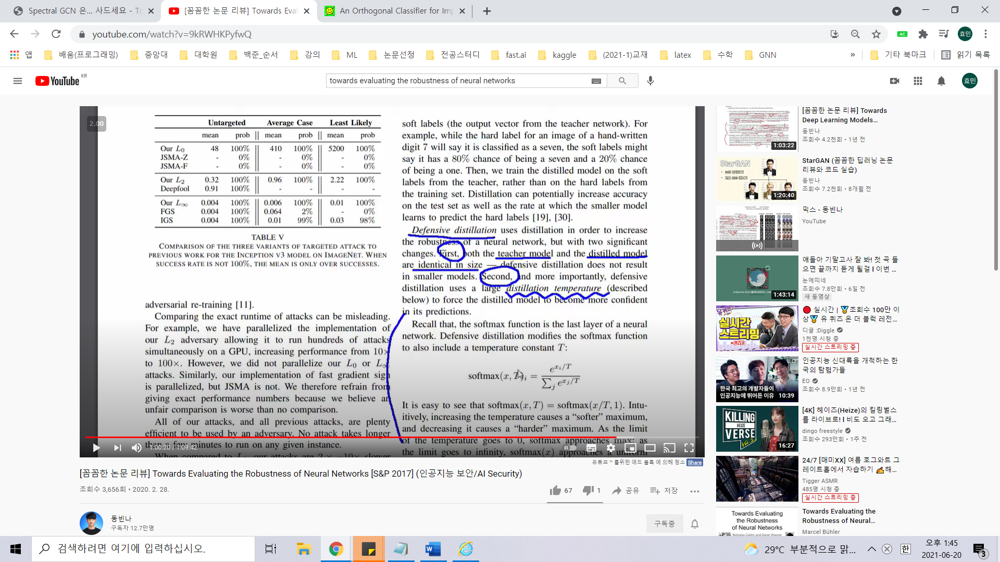 Spectral GCN 은... 사드세요 - To
[꼼꼼한 논문 리뷰] Towards Eval
An Orthogonal Classifier for Imp
youtube.com/watch?v=9kRWHKPyfwQ
AC
효민
앱 배움(프로그래밍) 중앙대 대학원 백준_순서 강의 ML 논문선정 전공스터디 fast.ai kaggle (2021-1)교재 latex 수학 GNN » 기타 북마크 읽기 목록
YouTube KR
towards evaluating the robustness of neural networks
효민
2.00
Untargeted Average Case Least Likely
mean prob mean prob mean prob
Our L0 48 100% 410 100% 5200 100%
JSMA-Z - 0% - 0% - 0%
JSMA-F - 0% - 0% - 0%
Our L2 0.32 100% 0.96 100% 2.22 100%
Deepfool 0.91 100% - - - -
Our L∞ 0.004 100% 0.006 100% 0.01 100%
FGS 0.004 100% 0.064 2% - 0%
IGS 0.004 100% 0.01 99% 0.03 98%
TABLE V
COMPARISON OF THE THREE VARIANTS OF TARGETED ATTACK TO
PREVIOUS WORK FOR THE INCEPTION V3 MODEL ON IMAGENET. WHEN
SUCCESS RATE IS NOT 100%, THE MEAN IS ONLY OVER SUCCESSES.
adversarial re-training [11].
Comparing the exact runtime of attacks can be misleading.
For example, we have parallelized the implementation of
our L2 adversary allowing it to run hundreds of attacks
simultaneously on a GPU, increasing performance from 10×
to 100×. However, we did not parallelize our L0 or L∞
attacks. Similarly, our implementation of fast gradient sign
is parallelized, but JSMA is not. We therefore refrain from
giving exact performance numbers because we believe an
unfair comparison is worse than no comparison.
All of our attacks, and all previous attacks, are plenty
efficient to be used by an adversary. No attack takes longer
than a few minutes to run on any given instance.
When compared to L0, our attacks are 2 × −10× slower
soft labels (the output vector from the teacher network). For
example, while the hard label for an image of a hand-written
digit 7 will say it is classified as a seven, the soft labels might
say it has a 80% chance of being a seven and a 20% chance
of being a one. Then, we train the distilled model on the soft
labels from the teacher, rather than on the hard labels from
the training set. Distillation can potentially increase accuracy
on the test set as well as the rate at which the smaller model
learns to predict the hard labels [19], [30].
Defensive distillation uses distillation in order to increase
the robustness of a neural network, but with two significant
changes. First, both the teacher model and the distilled model
are identical in size — defensive distillation does not result
in smaller models. Second, and more importantly, defensive
distillation uses a large distillation temperature (described
below) to force the distilled model to become more confident
in its predictions.
Recall that, the softmax function is the last layer of a neural
network. Defensive distillation modifies the softmax function
to also include a temperature constant T:
softmax(x, T)i = e^{xi/T} / ∑j e^{xj/T}
It is easy to see that softmax(x, T) = softmax(x/T, 1). Intu-
itively, increasing the temperature causes a “softer” maximum,
and decreasing it causes a “harder” maximum. As the limit
of the temperature goes to 0, softmax approaches max; as
the limit goes to infinity, softmax(x) approaches a uniform
1:00:20 / 1:09:42
유튜브 ™ 를위한 애드 블록 에 의해 청소 Share
[꼼꼼한 논문 리뷰] Towards Evaluating the Robustness of Neural Networks [S&P 2017] (인공지능 보안/AI Security)
조회수 3,656회 • 2020. 2. 28.
67 1 공유 저장
동빈나
구독자 12.7만명
구독중
[꼼꼼한 논문 리뷰] Towards
Deep Learning Models…
동빈나
조회수 4.2천회 • 1년 전
1:03:22
StarGAN
StarGAN (꼼꼼한 딥러닝 논문
리뷰와 코드 실습)
동빈나
조회수 7.2천회 • 8개월 전
1:20:40
믹스 - 동빈나
YouTube
얘들아 기말고사 잘 봐! 첫 곡 들
으면 끝까지 듣게 될걸 I 이번 …
눈에띠네
조회수 7.8만회 • 6일 전
새 동영상
1:43:14
유퀴즈
실시간
스트리밍
LIVE
🔴 실시간 | 🏅조회수 100만 이
상🏅 유 퀴즈 온 더 블럭 레전…
디글 :Diggle
1천명 시청 중
실시간 스트리밍 중
EO
한국 최고의 개발자들이
인공지능에 뛰어든 이유
10:39
인공지능 신대륙을 개척하는 한
국의 탐험가들
EO
조회수 8.9만회 • 1년 전
KILLING
HEIZE
VERSE
Vol.2
16:27
[4K] 헤이즈(Heize)의 킬링벌스
를 라이브로! I 비도 오고 그래…
dingo freestyle
조회수 293만회 • 1주 전
24/7 [매미XX] 여름 호그와트 그
레이트홀에서 자습하기 ✍해…
Tigger ASMR
485명 시청 중
실시간 스트리밍 중
Towards Evaluating
the Robustness
of Neural Networks
Nicholas Carlini and David Wagner
Towards Evaluating the
Robustness of Neural…
Marcel Bühler
검색하려면 여기에 입력하십시오.
29°C 부분적으로 맑...
한
오후 1:45
2021-06-20
3